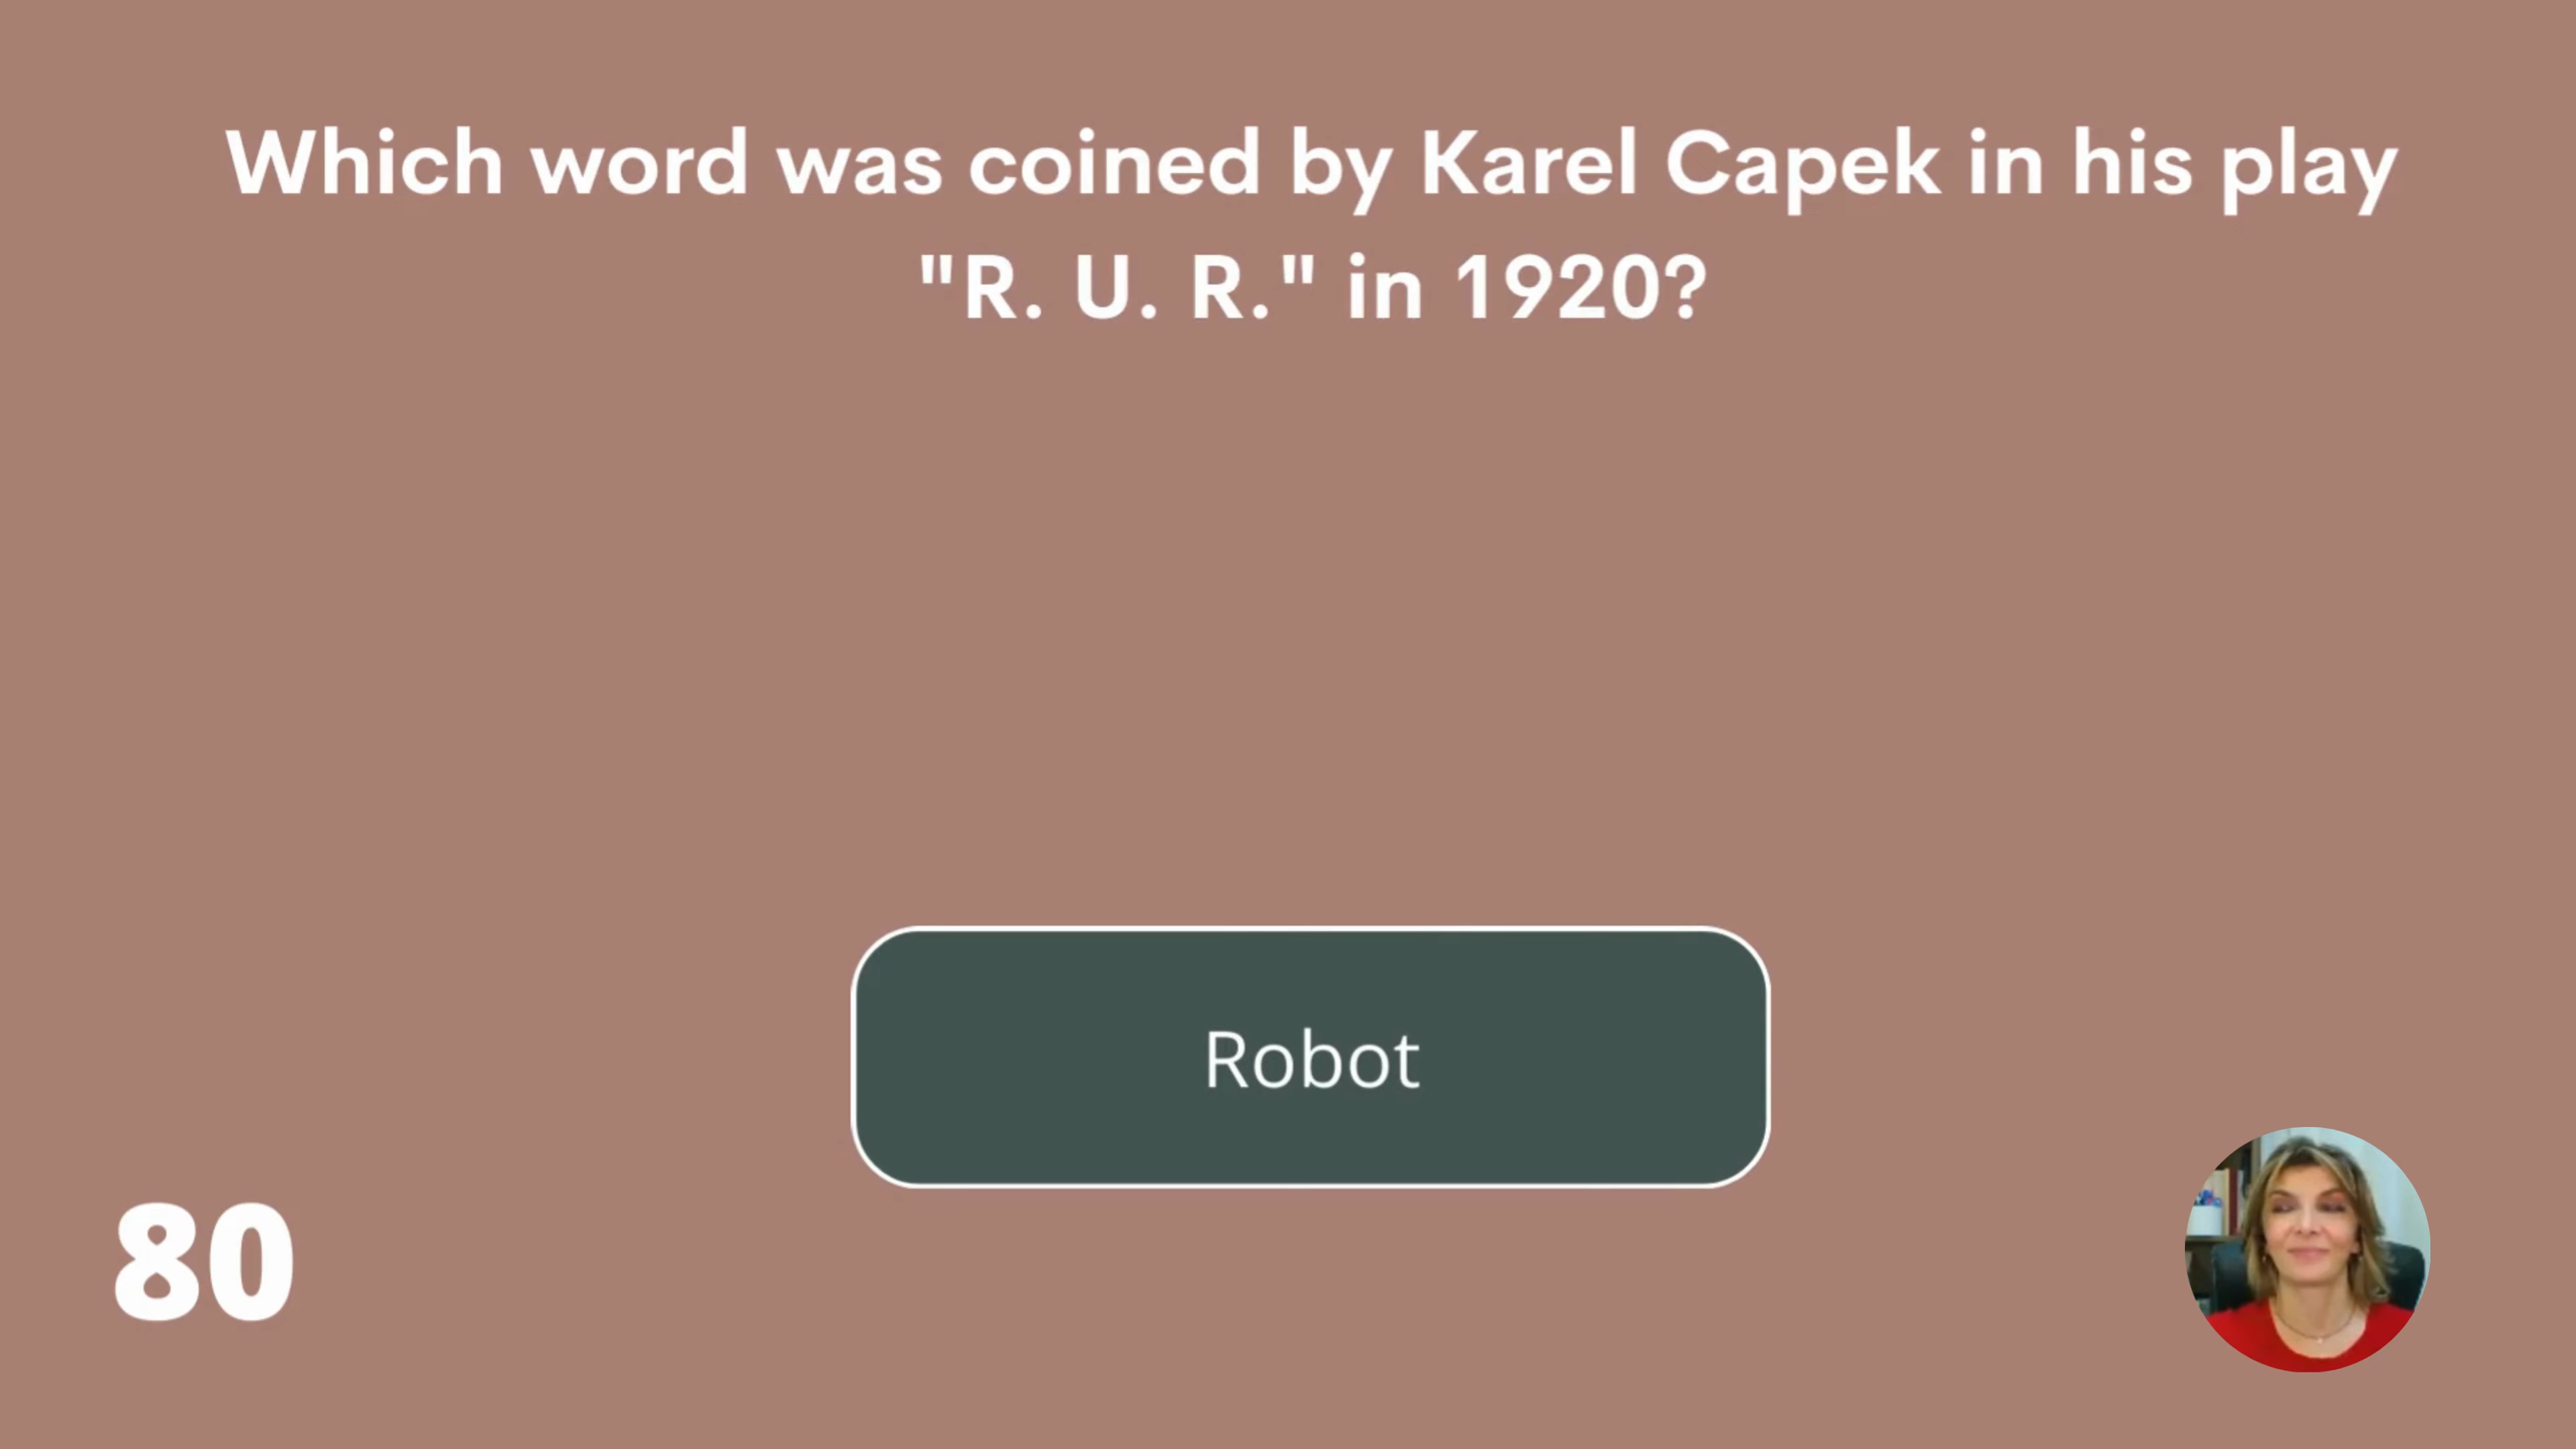 Which word was coined by Karel Capek in his play
"R. U. R." in 1920?
Robot
80